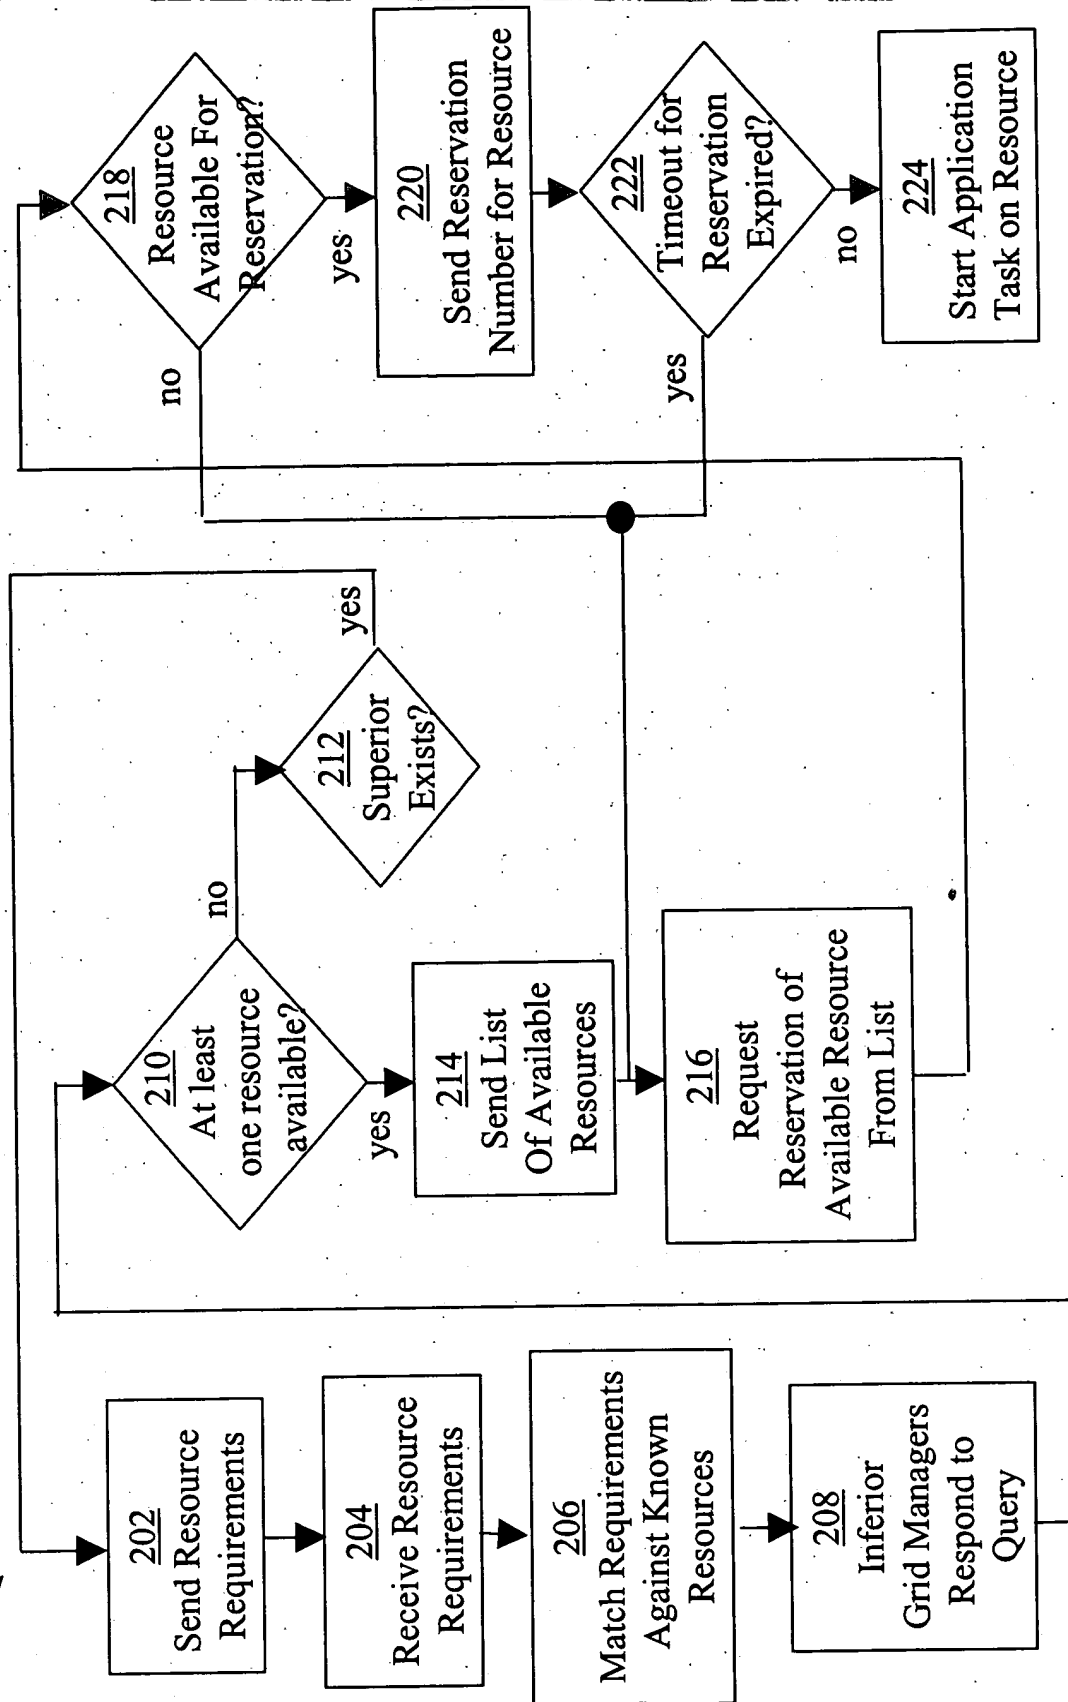 202
Send Resource
Requirements
204
Receive Resource
Requirements
206
Match Requirements
Against Known
Resources
208
Inferior
Grid Managers
Respond to
Query
210
At least
one resource
available?
no
yes
212
Superior
Exists?
yes
214
Send List
Of Available
Resources
216
Request
Reservation of
Available Resource
From List
218
Resource
Available For
Reservation?
no
yes
220
Send Reservation
Number for Resource
222
Timeout for
Reservation
Expired?
yes
no
224
Start Application
Task on Resource